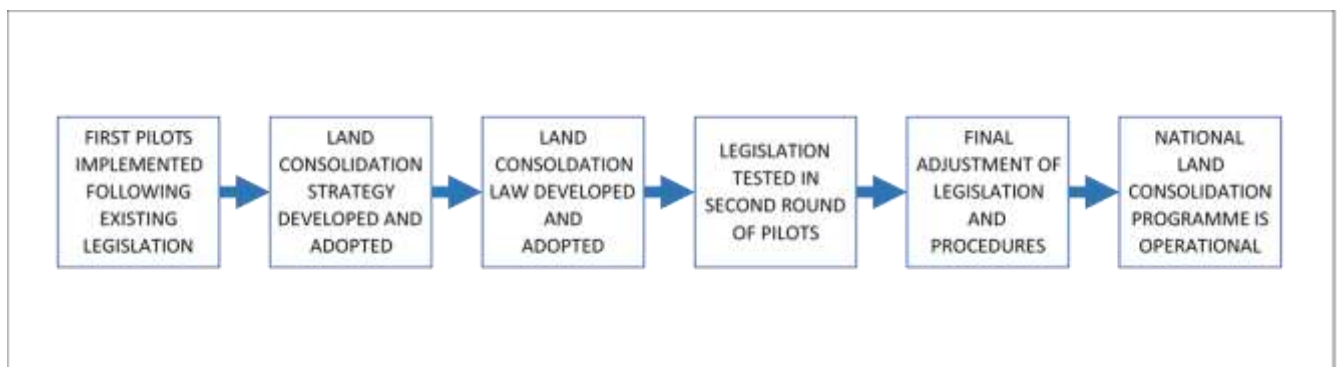 FIRST PILOTS
IMPLEMENTED
FOLLOWING
EXISTING
LEGISLATION
LAND
CONSOLIDATION
STRATEGY
DEVELOPED AND
ADOPTED
LAND
CONSOLDATION
LAW DEVELOPED
AND
ADOPTED
LEGISLATION
TESTED IN
SECOND ROUND
OF PILOTS
FINAL
ADJUSTMENT OF
LEGISLATION
AND
PROCEDURES
NATIONAL
LAND
CONSOLIDATION
PROGRAMME IS
OPERATIONAL